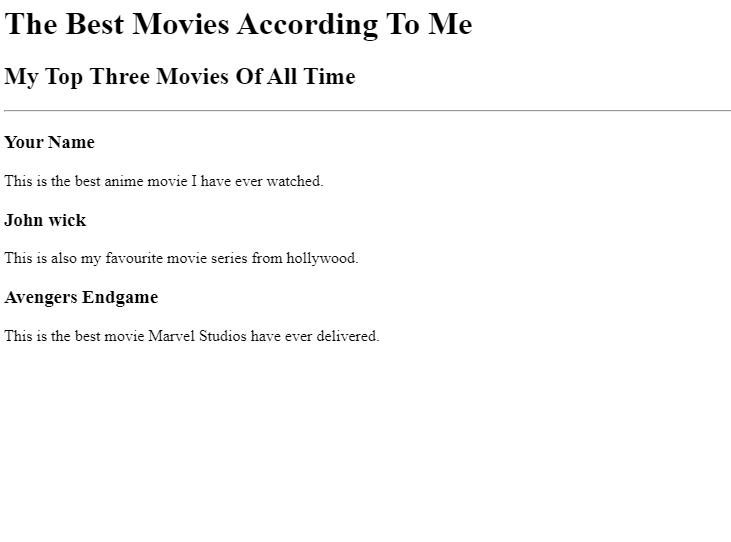 The Best Movies According To Me
My Top Three Movies Of All Time
Your Name
This is the best anime movie I have ever watched.
John wick
This is also my favourite movie series from hollywood.
Avengers Endgame
This is the best movie Marvel Studios have ever delivered.